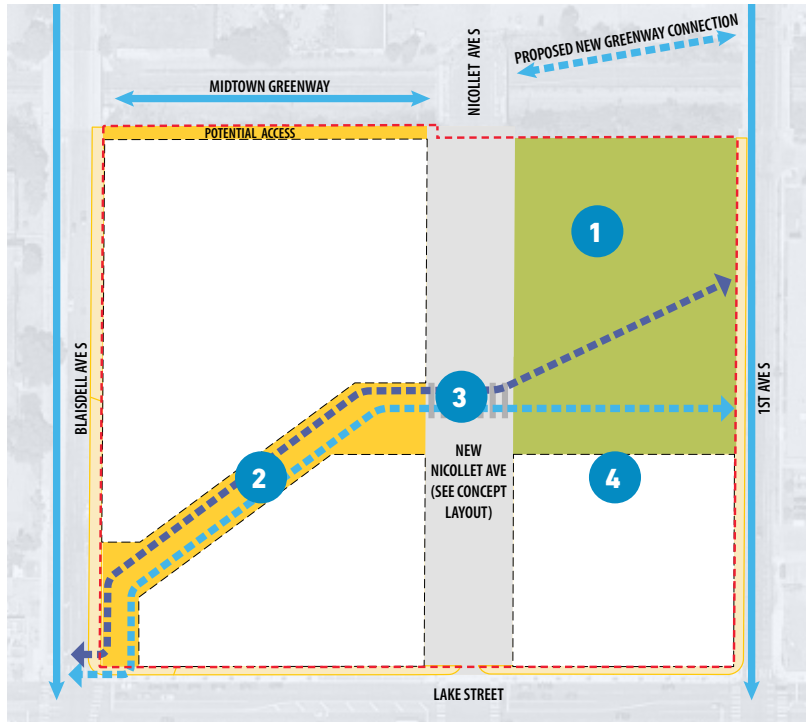 PROPOSED NEW GREENWAY CONNECTION
NICOLLET AVE S
MIDTOWN GREENWAY
POTENTIAL ACCESS
1
BLAISDELL AVE S
1ST AVE S
3
2
NEW
NICOLLET AVE
(SEE CONCEPT
LAYOUT)
4
LAKE STREET